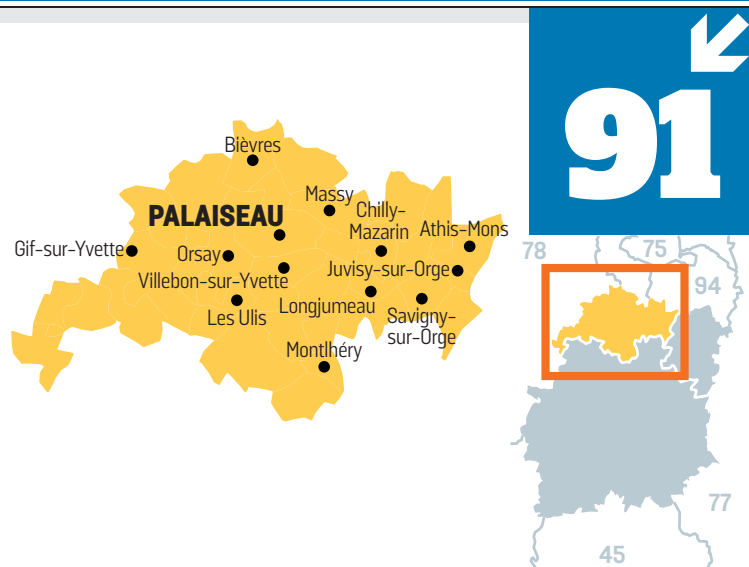 91
Bièvres
Massy
PALAISEAU
Chilly-
Mazarin
Athis-Mons
Gif-sur-Yvette
Orsay
Villebon-sur-Yvette
Juvisy-sur-Orge
Les Ulis
Longjumeau
Savigny-
sur-Orge
Montlhéry
78
75
94
77
45